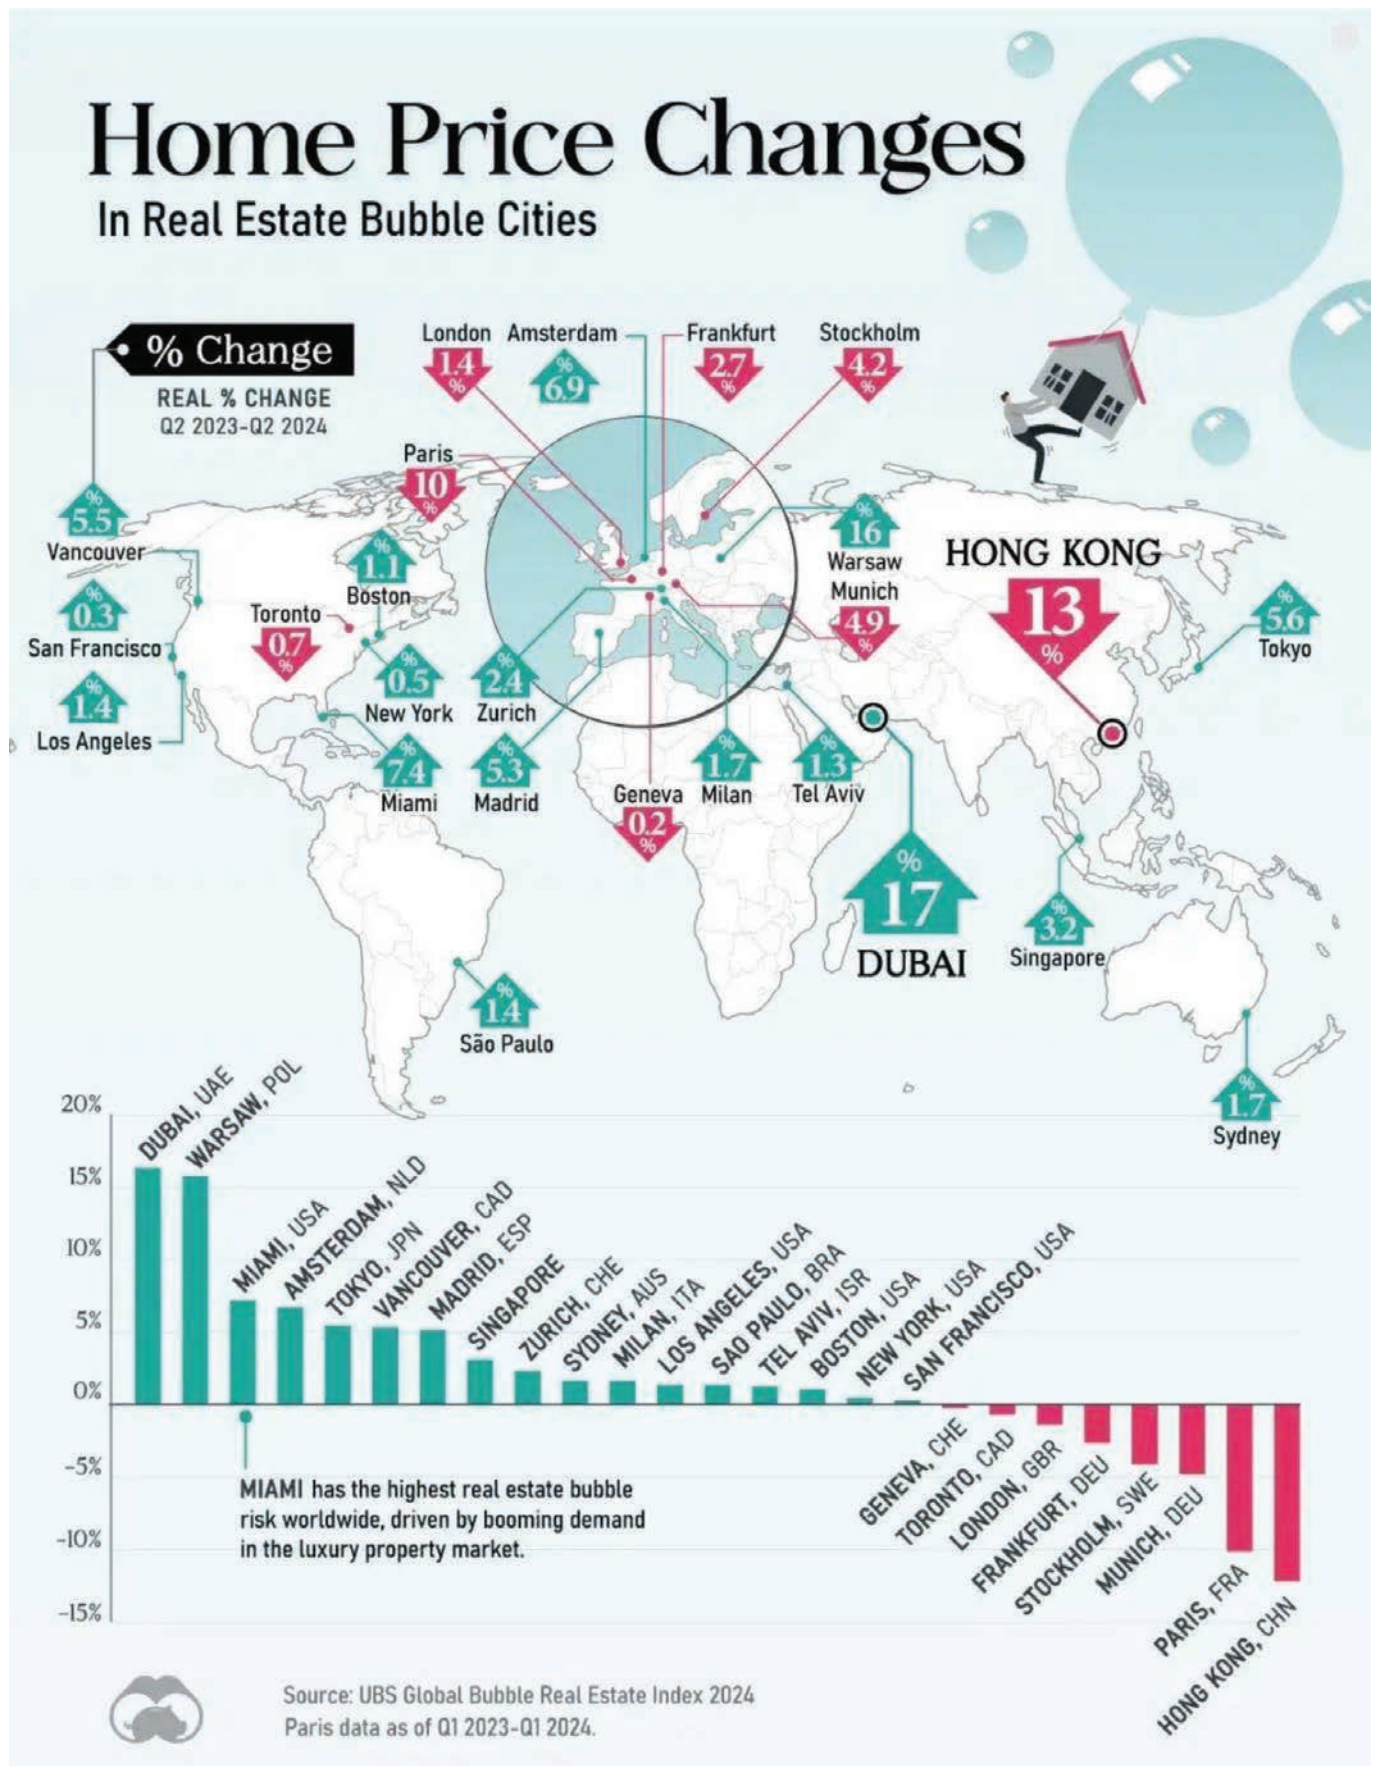 Home Price Changes
In Real Estate Bubble Cities
% Change
REAL % CHANGE
Q2 2023-Q2 2024
London
1.4
%
Amsterdam
%
6.9
Frankfurt
2.7
%
Stockholm
4.2
%
Paris
10
%
%
5.5
Vancouver
%
0.3
San Francisco
%
1.4
Los Angeles
Toronto
0.7
%
%
1.1
Boston
%
0.5
New York
%
7.4
Miami
%
2.4
Zurich
%
5.3
Madrid
Geneva
0.2
%
%
1.7
Milan
%
1.3
Tel Aviv
%
16
Warsaw
Munich
4.9
%
HONG KONG
13
%
%
5.6
Tokyo
%
17
DUBAI
%
3.2
Singapore
%
1.7
Sydney
%
1.4
São Paulo
20%
15%
10%
5%
0%
-5%
-10%
-15%
DUBAI, UAE
WARSAW, POL
MIAMI, USA
AMSTERDAM, NLD
TOKYO, JPN
VANCOUVER, CAD
MADRID, ESP
SINGAPORE
ZURICH, CHE
SYDNEY, AUS
MILAN, ITA
LOS ANGELES, USA
SAO PAULO, BRA
TEL AVIV, ISR
BOSTON, USA
NEW YORK, USA
SAN FRANCISCO, USA
GENEVA, CHE
TORONTO, CAD
LONDON, GBR
FRANKFURT, DEU
STOCKHOLM, SWE
MUNICH, DEU
PARIS, FRA
HONG KONG, CHN
MIAMI has the highest real estate bubble
risk worldwide, driven by booming demand
in the luxury property market.
Source: UBS Global Bubble Real Estate Index 2024
Paris data as of Q1 2023-Q1 2024.